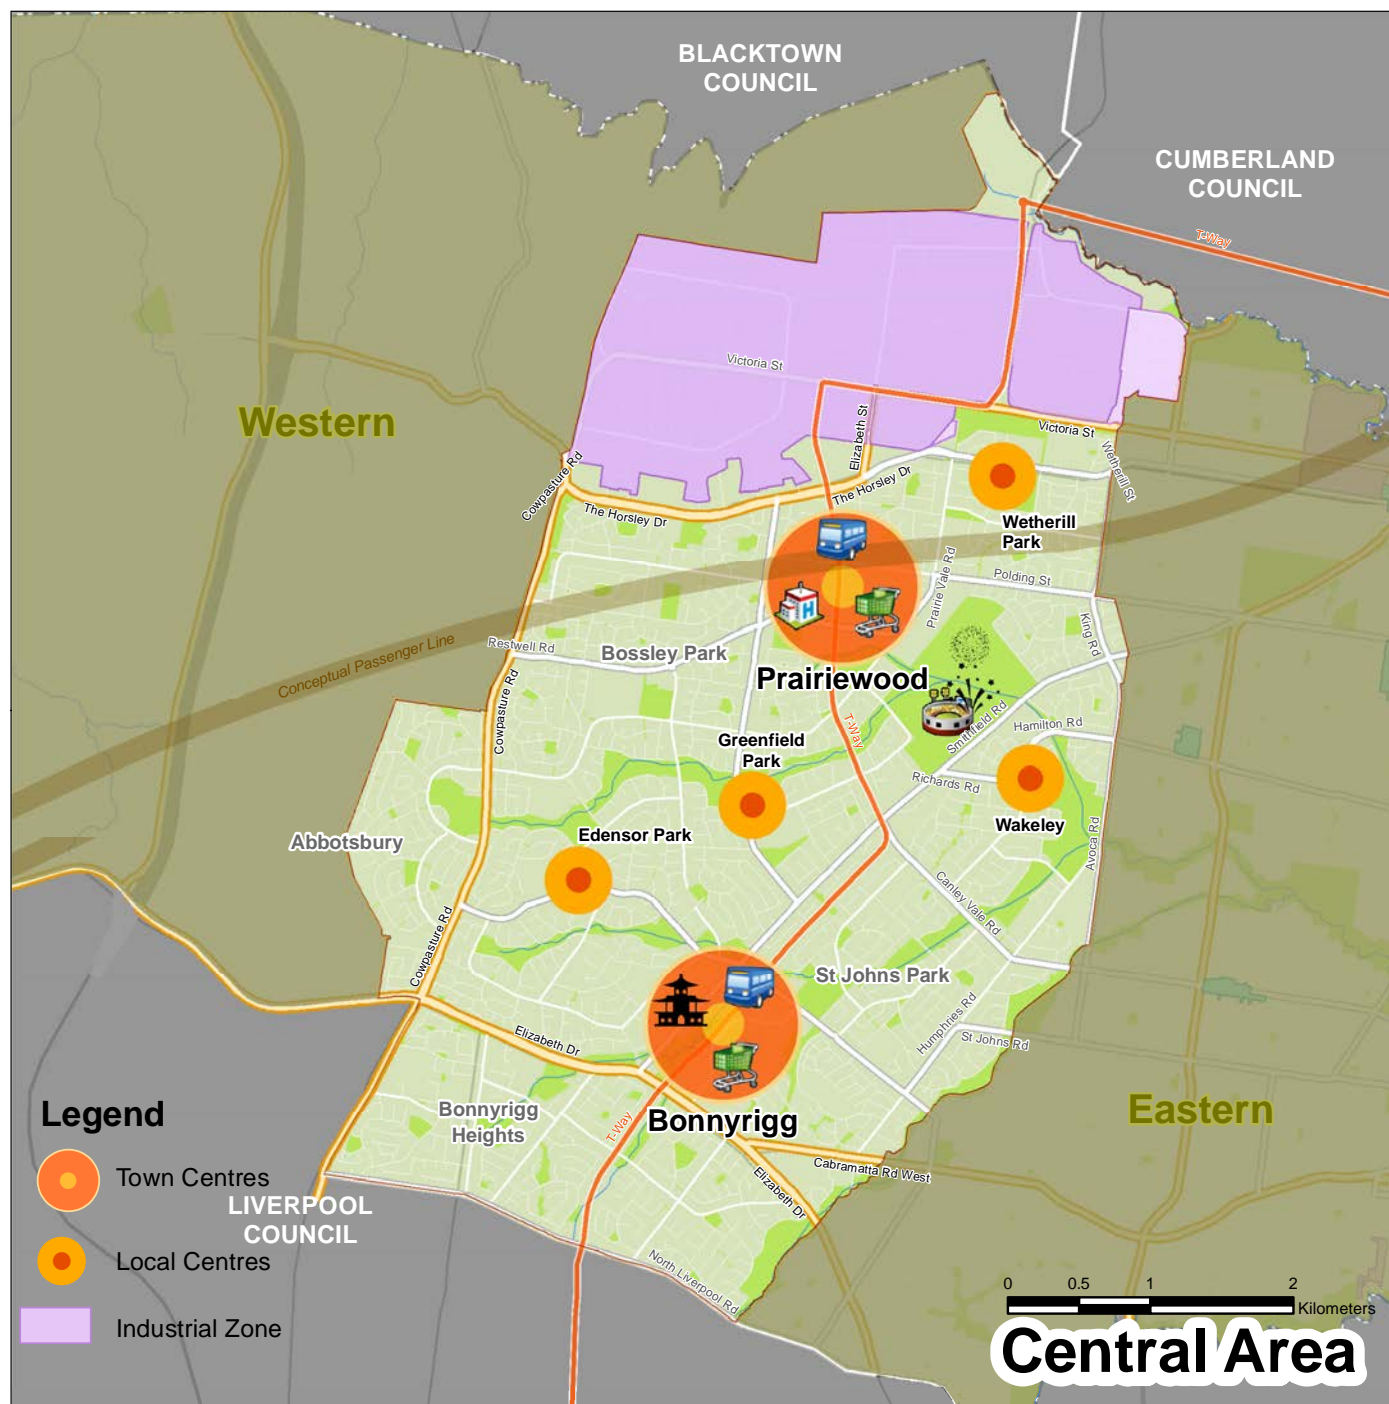 BLACKTOWN
COUNCIL
CUMBERLAND
COUNCIL
T-Way
Victoria St
Western
Elizabeth St
Victoria St
Wetherill St
Cowpasture Rd
The Horsley Dr
The Horsley Dr
Wetherill
Park
Prairie Vale Rd
Polding St
H
King Rd
Conceptual Passenger Line
Restwell Rd
Bossley Park
Prairiewood
Cowpasture Rd
T-Way
Smithfield Rd
Hamilton Rd
Greenfield
Park
Richards Rd
Wakeley
Edensor Park
Abbotsbury
Avoca Rd
Canley Vale Rd
Cowpasture Rd
St Johns Park
Humphries Rd
St Johns Rd
Elizabeth Dr
Bonnyrigg
Heights
T-Way
Bonnyrigg
Eastern
Cabramatta Rd West
Elizabeth Dr
North Liverpool Rd
LIVERPOOL
COUNCIL
Legend
Town Centres
Local Centres
Industrial Zone
0 0.5 1 2
Kilometers
Central Area